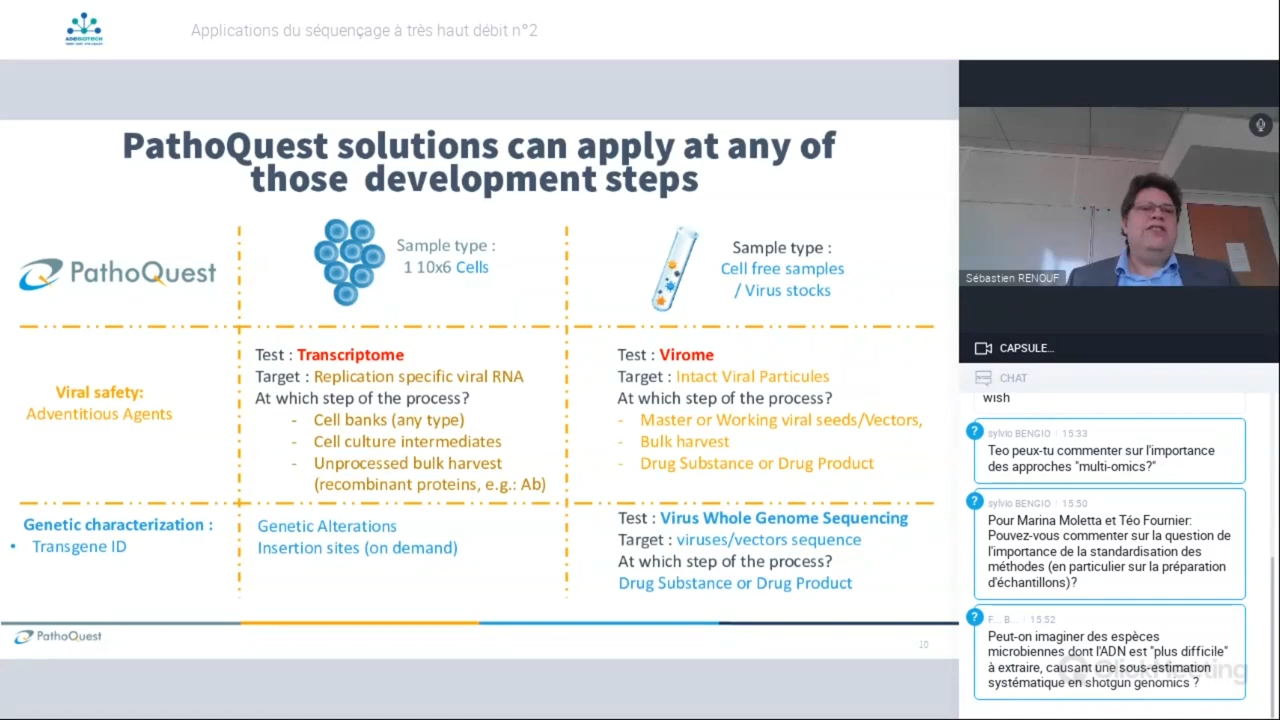 ADEBIOTECH
Applications du séquençage à très haut débit n°2
PathoQuest solutions can apply at any of
those development steps
PathoQuest
Sample type :
1 10x6 Cells
Sample type :
Cell free samples
/ Virus stocks
Viral safety:
Adventitious Agents
Test : Transcriptome
Target : Replication specific viral RNA
At which step of the process?
- Cell banks (any type)
- Cell culture intermediates
- Unprocessed bulk harvest
(recombinant proteins, e.g.: Ab)
Test : Virome
Target : Intact Viral Particules
At which step of the process?
- Master or Working viral seeds/Vectors,
- Bulk harvest
- Drug Substance or Drug Product
Genetic characterization :
• Transgene ID
Genetic Alterations
Insertion sites (on demand)
Test : Virus Whole Genome Sequencing
Target : viruses/vectors sequence
At which step of the process?
Drug Substance or Drug Product
PathoQuest
10
Sébastien RENOUF
CAPSULE...
CHAT
wish
? sylvio BENGIO | 15:33
Teo peux-tu commenter sur l'importance
des approches "multi-omics?"
? sylvio BENGIO | 15:50
Pour Marina Moletta et Téo Fournier:
Pouvez-vous commenter sur la question de
l'importance de la standardisation des
méthodes (en particulier sur la préparation
d'échantillons)?
? F... B... | 15:52
Peut-on imaginer des espèces
microbiennes dont l'ADN est "plus difficile"
à extraire, causant une sous-estimation
systématique en shotgun genomics ?
ClickMeeting